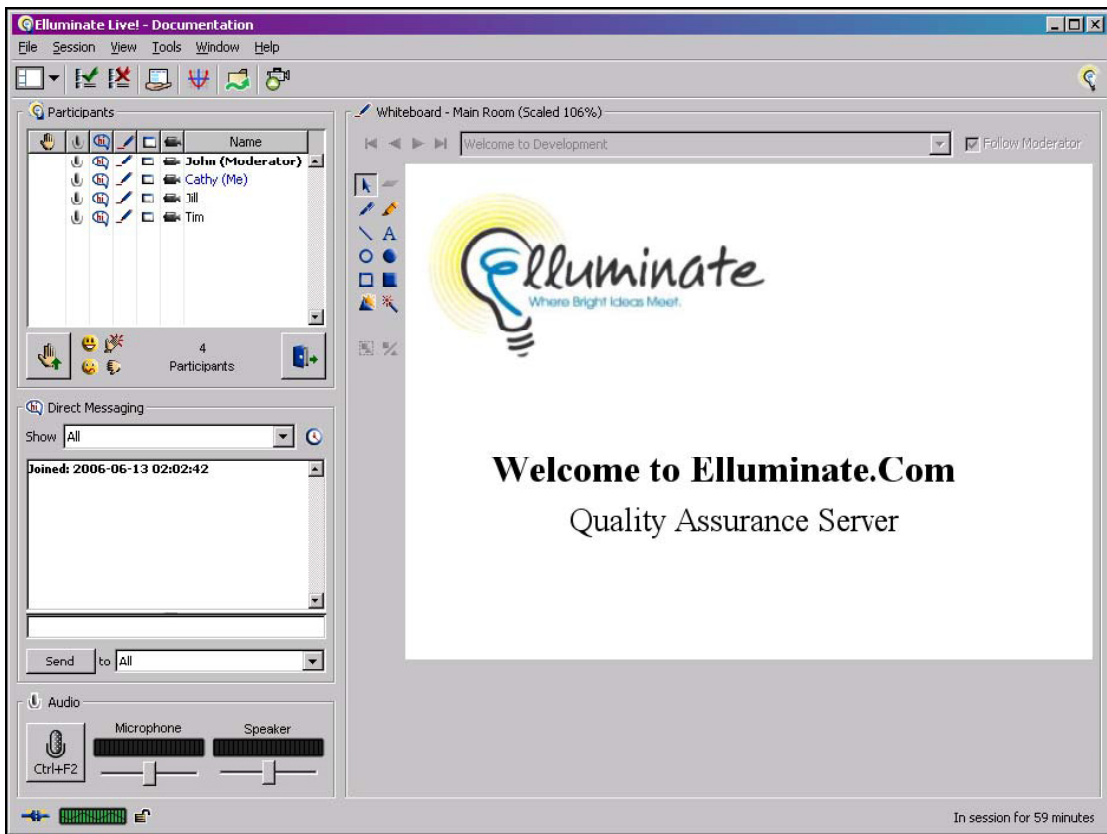 Elluminate Live! - Documentation
File Session View Tools Window Help
Participants
Name
John (Moderator)
Cathy (Me)
Jill
Tim
4
Participants
Direct Messaging
Show All
Joined: 2006-06-13 02:02:42
Send to All
Audio
Microphone Speaker
Ctrl+F2
Whiteboard - Main Room (Scaled 106%)
Welcome to Development Follow Moderator
A
Elluminate
Where Bright Ideas Meet.
Welcome to Elluminate.Com
Quality Assurance Server
In session for 59 minutes